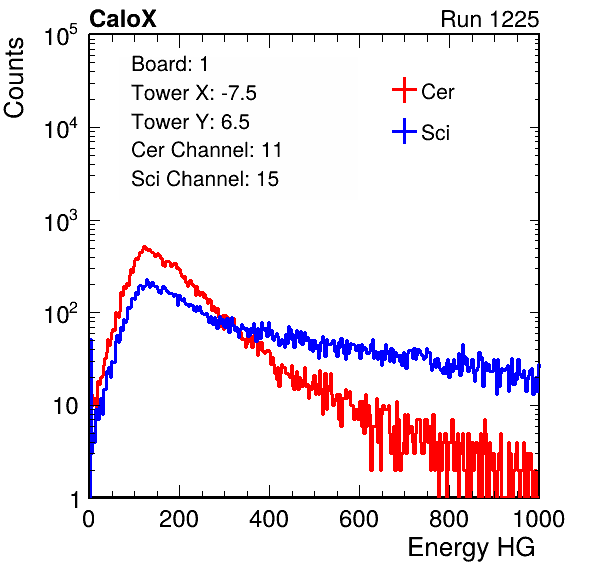 CaloX Run 1225
Counts
10^5
10^4
10^3
10^2
10
1
Board: 1
Tower X: -7.5
Tower Y: 6.5
Cer Channel: 11
Sci Channel: 15
Cer
Sci
0 200 400 600 800 1000
Energy HG